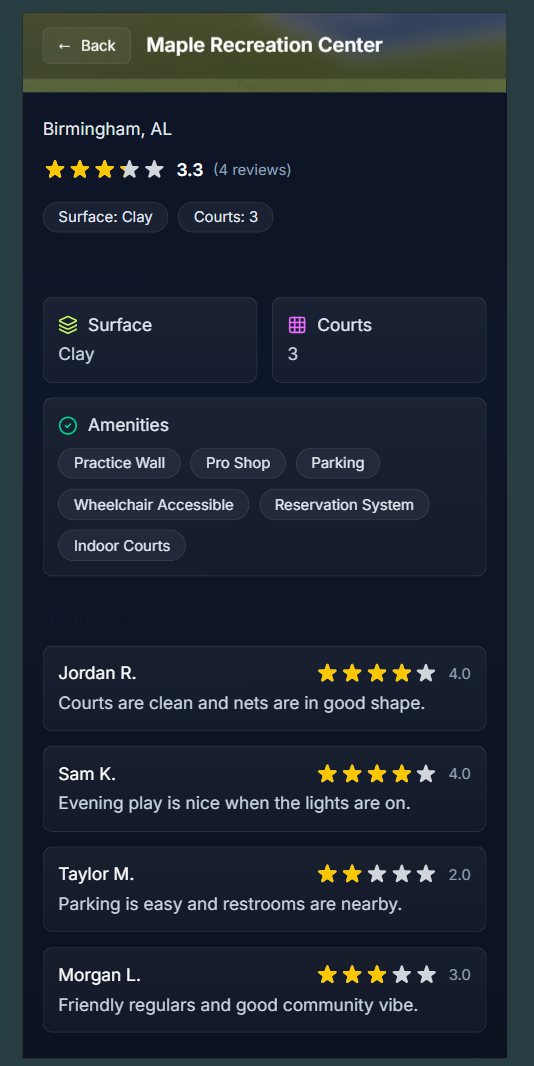 ← Back Maple Recreation Center
Birmingham, AL
3.3 (4 reviews)
Surface: Clay Courts: 3
Surface
Clay
Courts
3
Amenities
Practice Wall Pro Shop Parking
Wheelchair Accessible Reservation System
Indoor Courts
Reviews
Jordan R. 4.0
Courts are clean and nets are in good shape.
Sam K. 4.0
Evening play is nice when the lights are on.
Taylor M. 2.0
Parking is easy and restrooms are nearby.
Morgan L. 3.0
Friendly regulars and good community vibe.